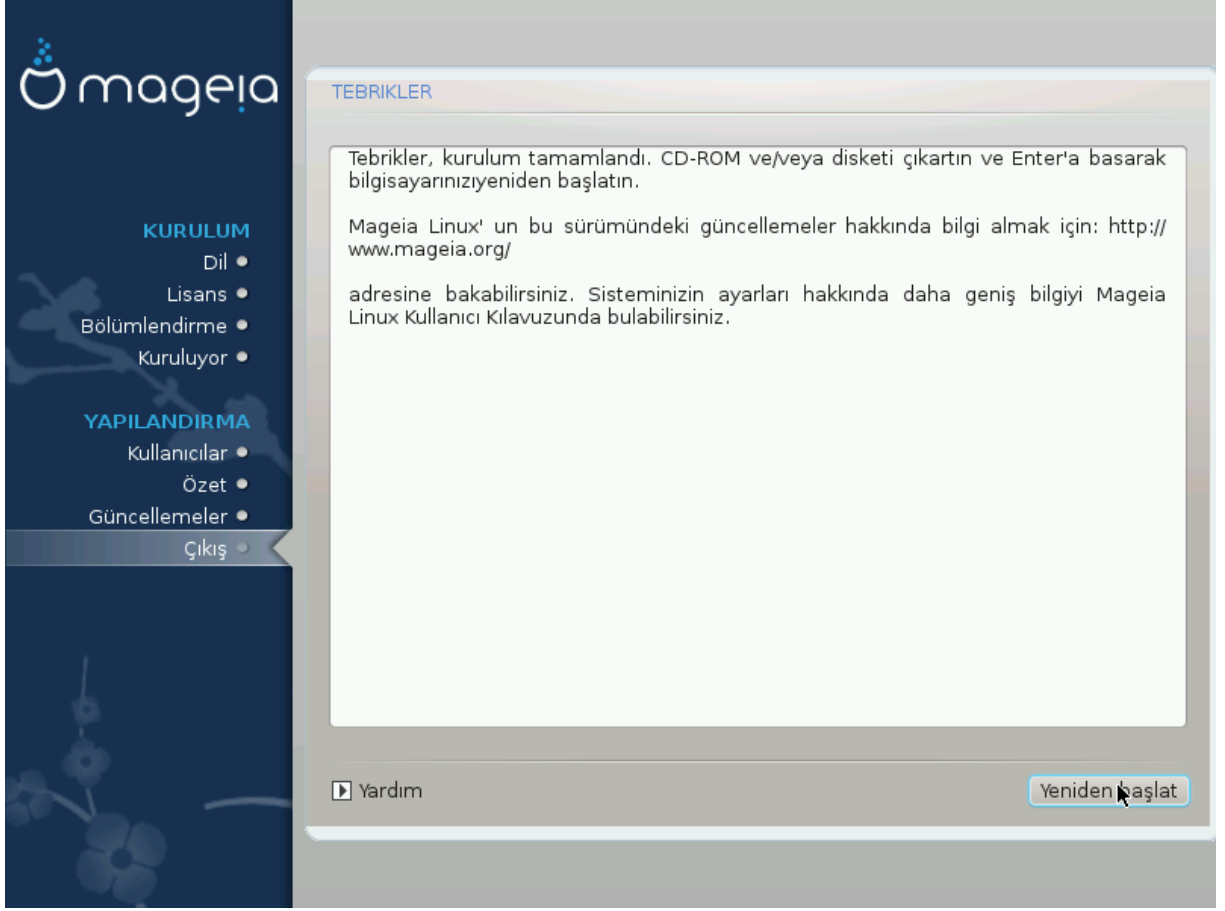 mageia
KURULUM
Dil
Lisans
Bölümlendirme
Kuruluyor
YAPILANDIRMA
Kullanıcılar
Özet
Güncellemeler
Çıkış
TEBRIKLER
Tebrikler, kurulum tamamlandı. CD-ROM ve/veya disketi çıkartın ve Enter'a basarak
bilgisayarınızıyeniden başlatın.
Mageia Linux' un bu sürümündeki güncellemeler hakkında bilgi almak için: http://
www.mageia.org/
adresine bakabilirsiniz. Sisteminizin ayarları hakkında daha geniş bilgiyi Mageia
Linux Kullanıcı Kılavuzunda bulabilirsiniz.
Yardım
Yeniden başlat